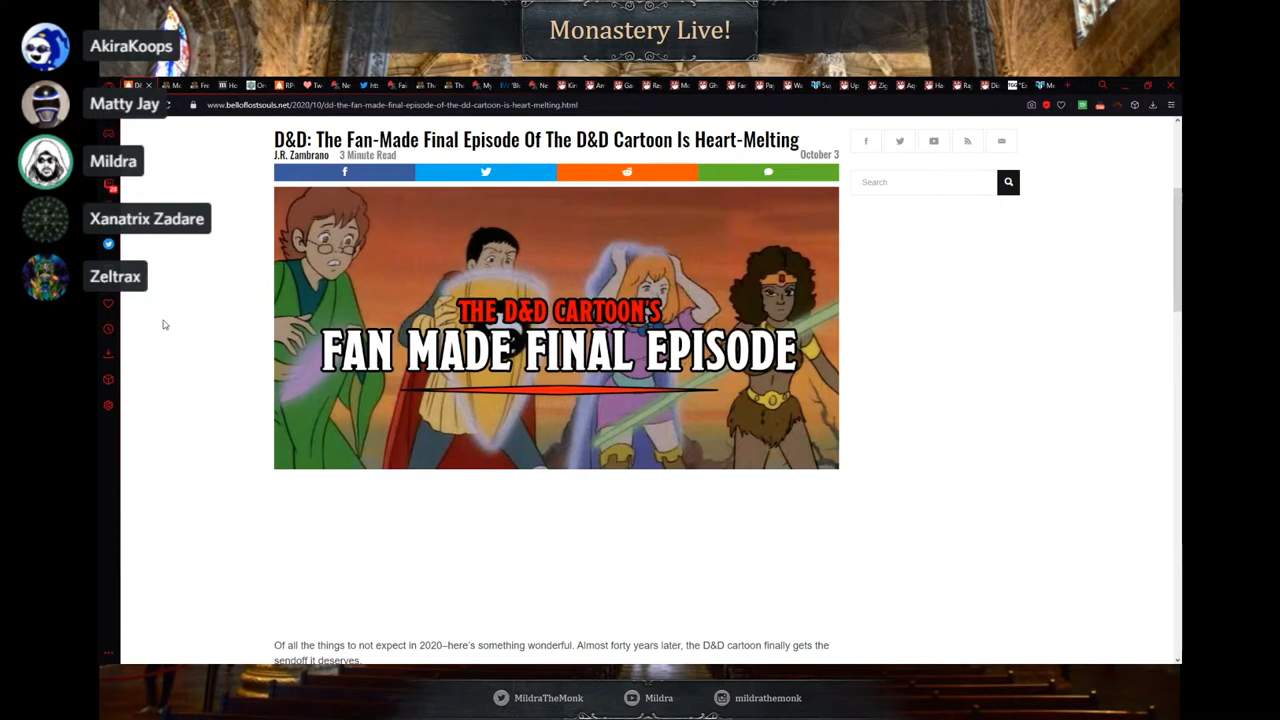 Monastery Live!
AkirаKoops
Matty Jay
Mildra
Xanatrix Zadare
Zeltrax
www.belloflostsouls.net/2020/10/dd-the-fan-made-final-episode-of-the-dd-cartoon-is-heart-melting.html
D&D: The Fan-Made Final Episode Of The D&D Cartoon Is Heart-Melting
J.R. Zambrano 3 Minute Read October 3
Search
THE D&D CARTOON'S
FAN MADE FINAL EPISODE
Of all the things to not expect in 2020–here's something wonderful. Almost forty years later, the D&D cartoon finally gets the
sendoff it deserves.
MildraTheMonk Mildra mildrathemonk